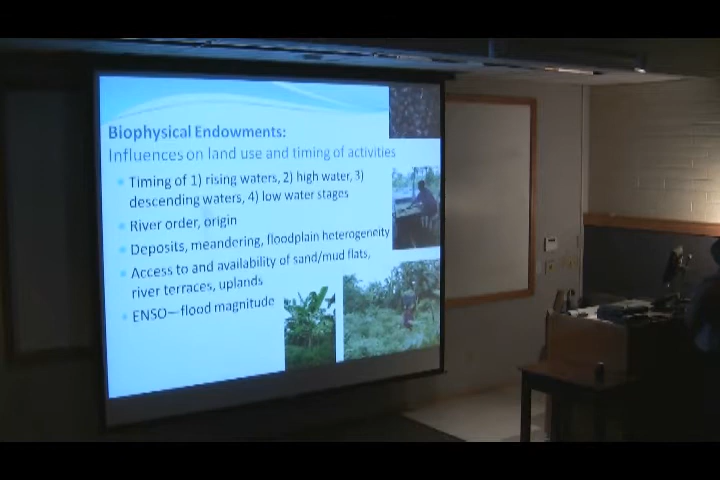 Biophysical Endowments:
Influences on land use and timing of activities
Timing of 1) rising waters, 2) high water, 3)
descending waters, 4) low water stages
River order, origin
Deposits, meandering, floodplain heterogeneity
Access to and availability of sand/mud flats,
river terraces, uplands
ENSO—flood magnitude